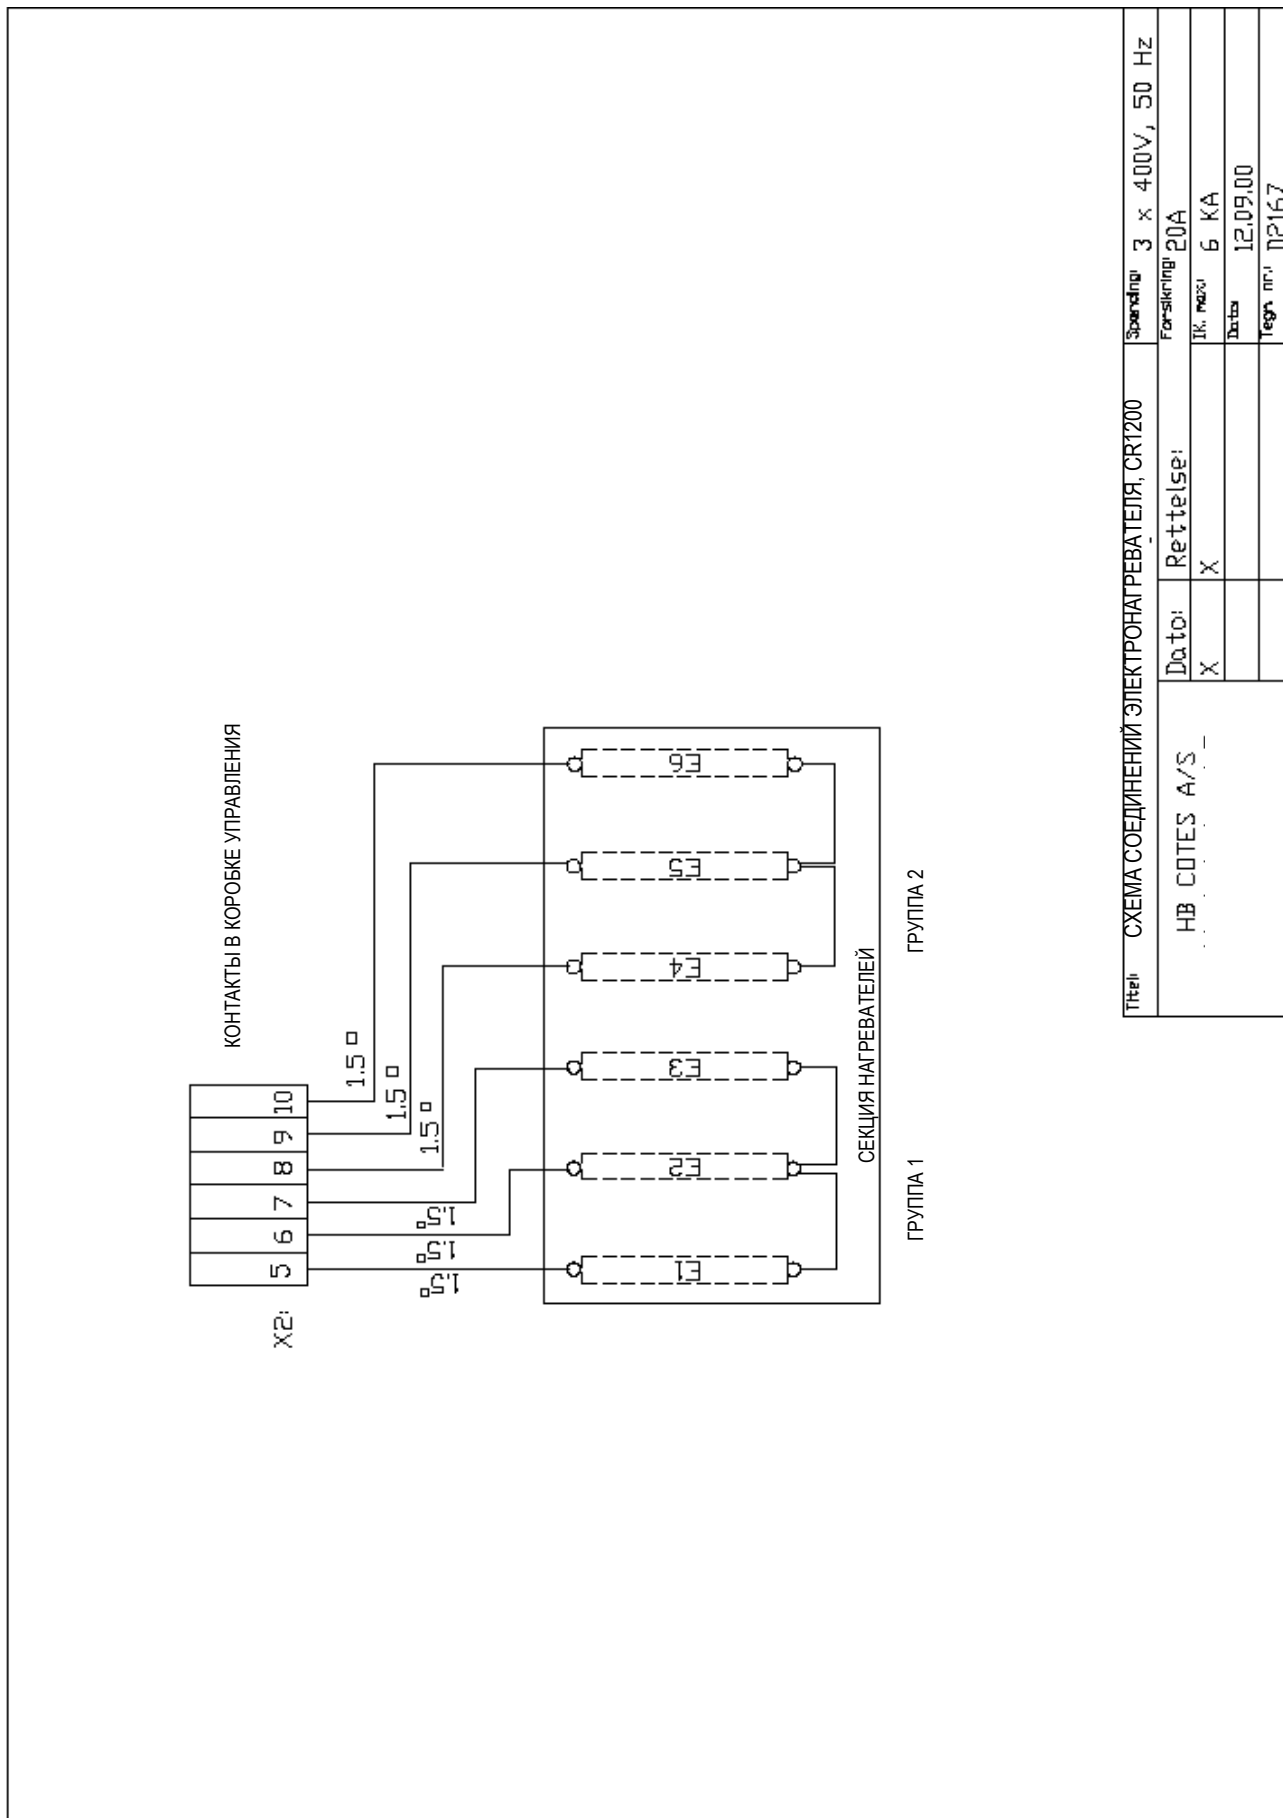 КОНТАКТЫ В КОРОБКЕ УПРАВЛЕНИЯ
X2:
5 6 7 8 9 10
1.5
1.5
1.5
1.5
1.5
1.5
E1 E2 E3 E4 E5 E6
СЕКЦИЯ НАГРЕВАТЕЛЕЙ
ГРУППА 1
ГРУППА 2
Titel: СХЕМА СОЕДИНЕНИЙ ЭЛЕКТРОНАГРЕВАТЕЛЯ, CR1200
Spænding: 3 x 400V, 50 Hz
HB COTES A/S
Dato: Rettelse:
Forsikring: 20A
X X
IK. max: 6 KA
Dato: 12.09.00
Tegn. nr.: D2167